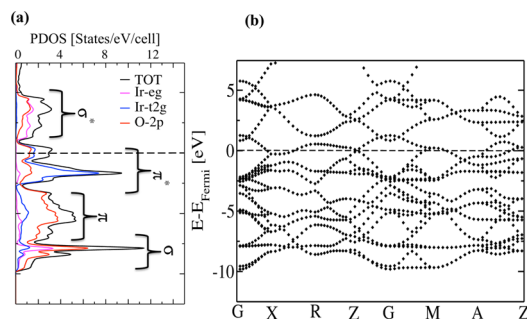 (a)
PDOS [States/eV/cell]
0 4 8 12
TOT
Ir-eg
Ir-t2g
O-2p
σ*
π*
π
σ
(b)
E-EFermi [eV]
5
0
-5
-10
G X R Z G M A Z